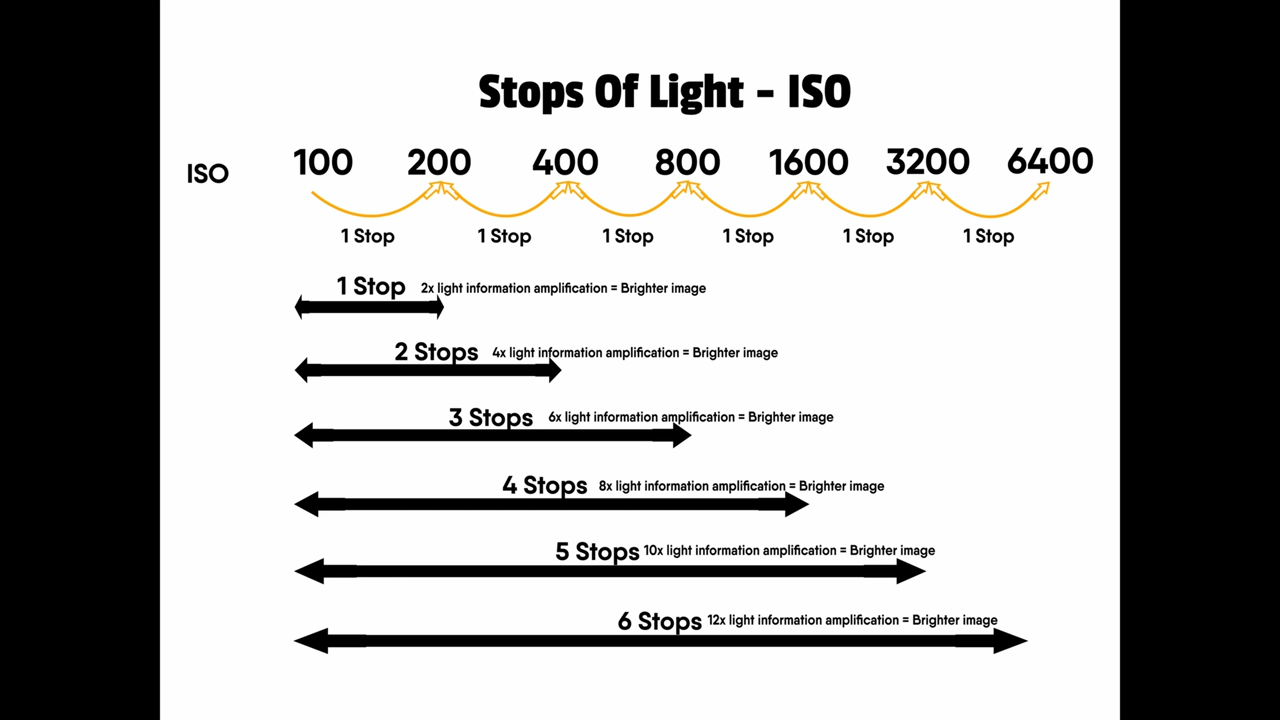 Stops Of Light - ISO
ISO 100 200 400 800 1600 3200 6400
1 Stop 1 Stop 1 Stop 1 Stop 1 Stop 1 Stop
1 Stop 2x light information amplification = Brighter image
2 Stops 4x light information amplification = Brighter image
3 Stops 6x light information amplification = Brighter image
4 Stops 8x light information amplification = Brighter image
5 Stops 10x light information amplification = Brighter image
6 Stops 12x light information amplification = Brighter image